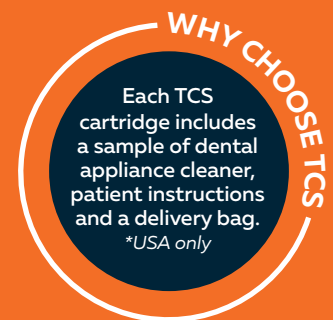 WHY CHOOSE TCS
Each TCS
cartridge includes
a sample of dental
appliance cleaner,
patient instructions
and a delivery bag.
*USA only